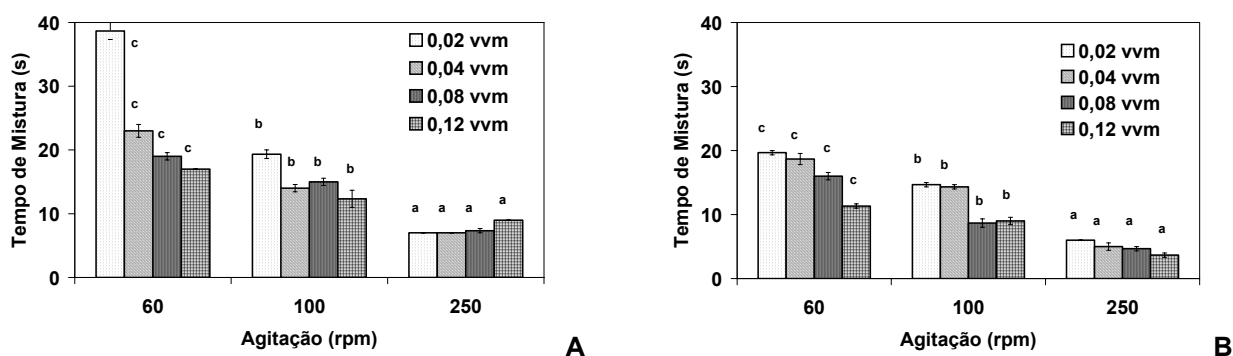 Tempo de Mistura (s)
40
30
20
10
0
c
c
c
c
b
b
b
b
a
a
a
a
0,02 vvm
0,04 vvm
0,08 vvm
0,12 vvm
60
100
250
Agitação (rpm)
A
Tempo de Mistura (s)
40
30
20
10
0
c
c
c
c
b
b
b
b
a
a
a
a
0,02 vvm
0,04 vvm
0,08 vvm
0,12 vvm
60
100
250
Agitação (rpm)
B